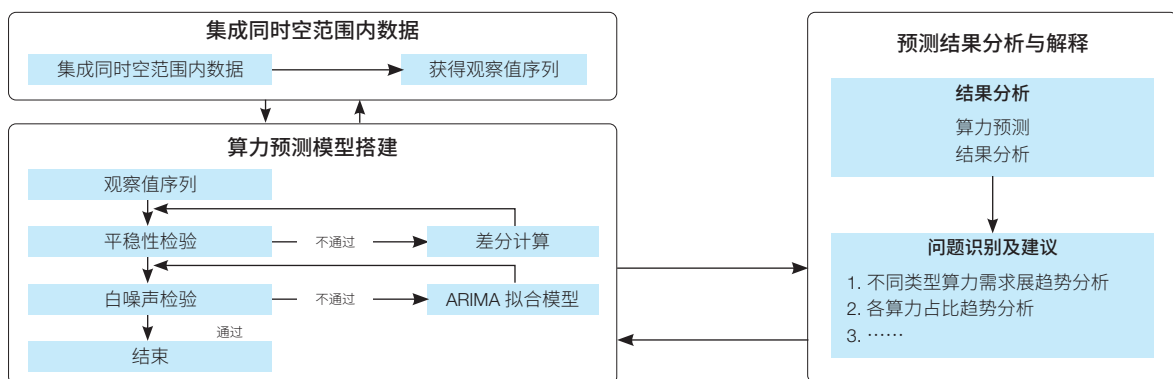 集成同时空范围内数据
集成同时空范围内数据
获得观察值序列
算力预测模型搭建
观察值序列
平稳性检验
不通过
差分计算
白噪声检验
不通过
ARIMA 拟合模型
通过
结束
预测结果分析与解释
结果分析
算力预测
结果分析
问题识别及建议
1. 不同类型算力需求展趋势分析
2. 各算力占比趋势分析
3. ……